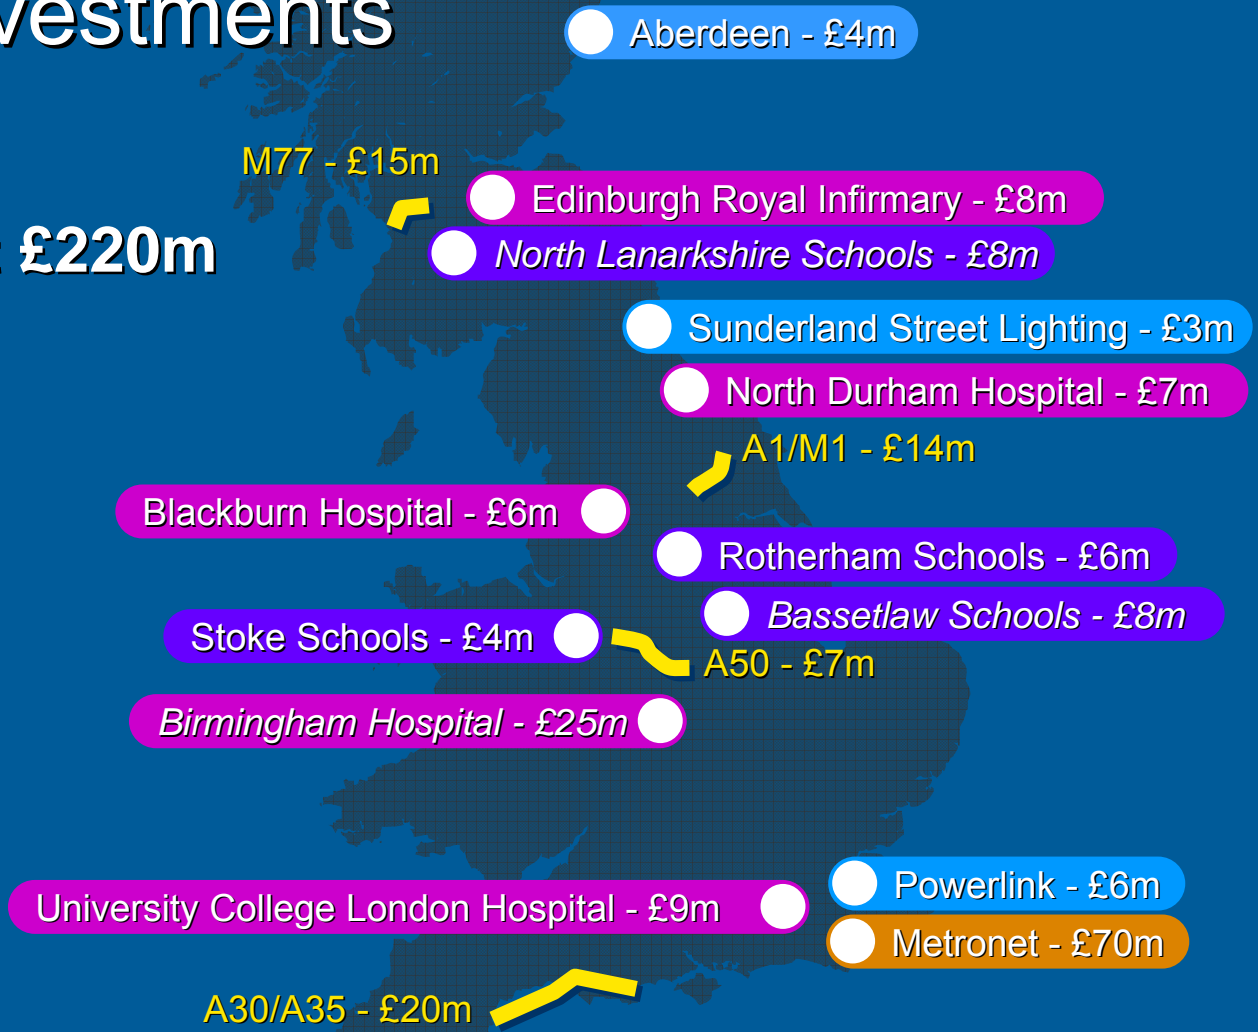 vestments
Aberdeen - £4m
M77 - £15m
Edinburgh Royal Infirmary - £8m
£220m
North Lanarkshire Schools - £8m
Sunderland Street Lighting - £3m
North Durham Hospital - £7m
A1/M1 - £14m
Blackburn Hospital - £6m
Rotherham Schools - £6m
Bassetlaw Schools - £8m
Stoke Schools - £4m
A50 - £7m
Birmingham Hospital - £25m
Powerlink - £6m
University College London Hospital - £9m
Metronet - £70m
A30/A35 - £20m